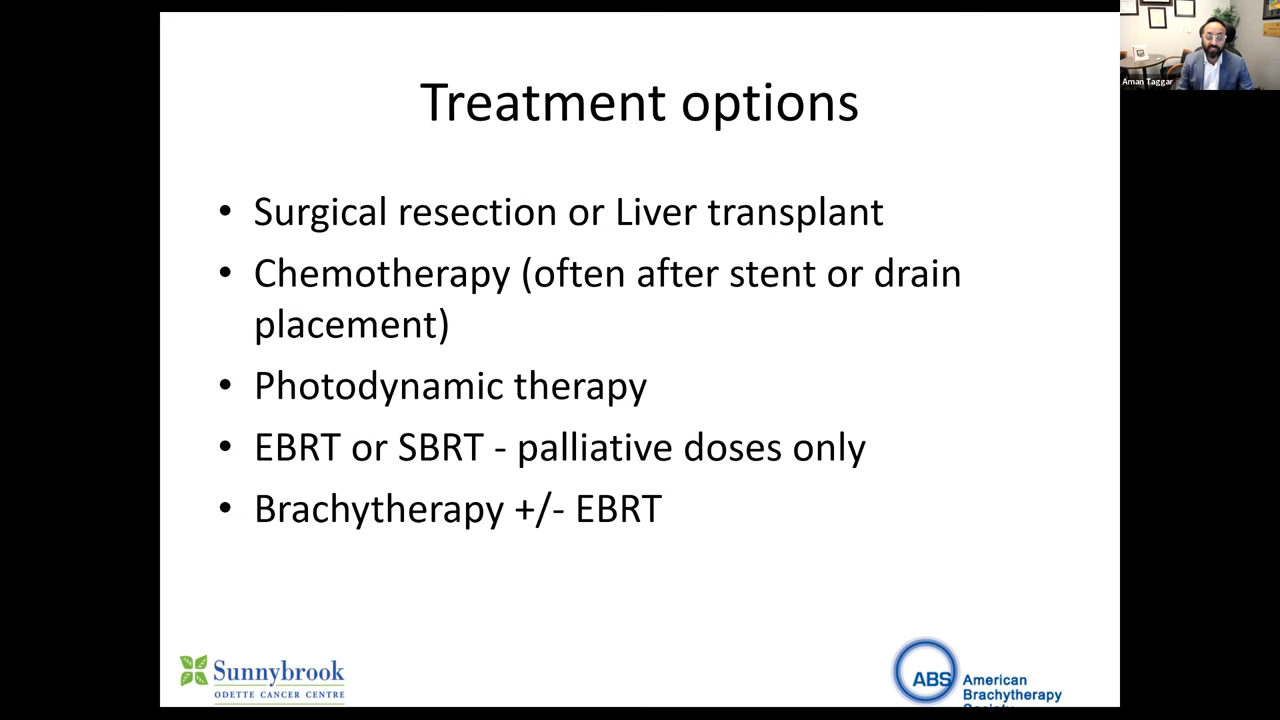 Treatment options
• Surgical resection or Liver transplant
• Chemotherapy (often after stent or drain
placement)
• Photodynamic therapy
• EBRT or SBRT - palliative doses only
• Brachytherapy +/- EBRT
Sunnybrook
ODETTE CANCER CENTRE
ABS
American
Brachytherapy
Society
Aman Taggar